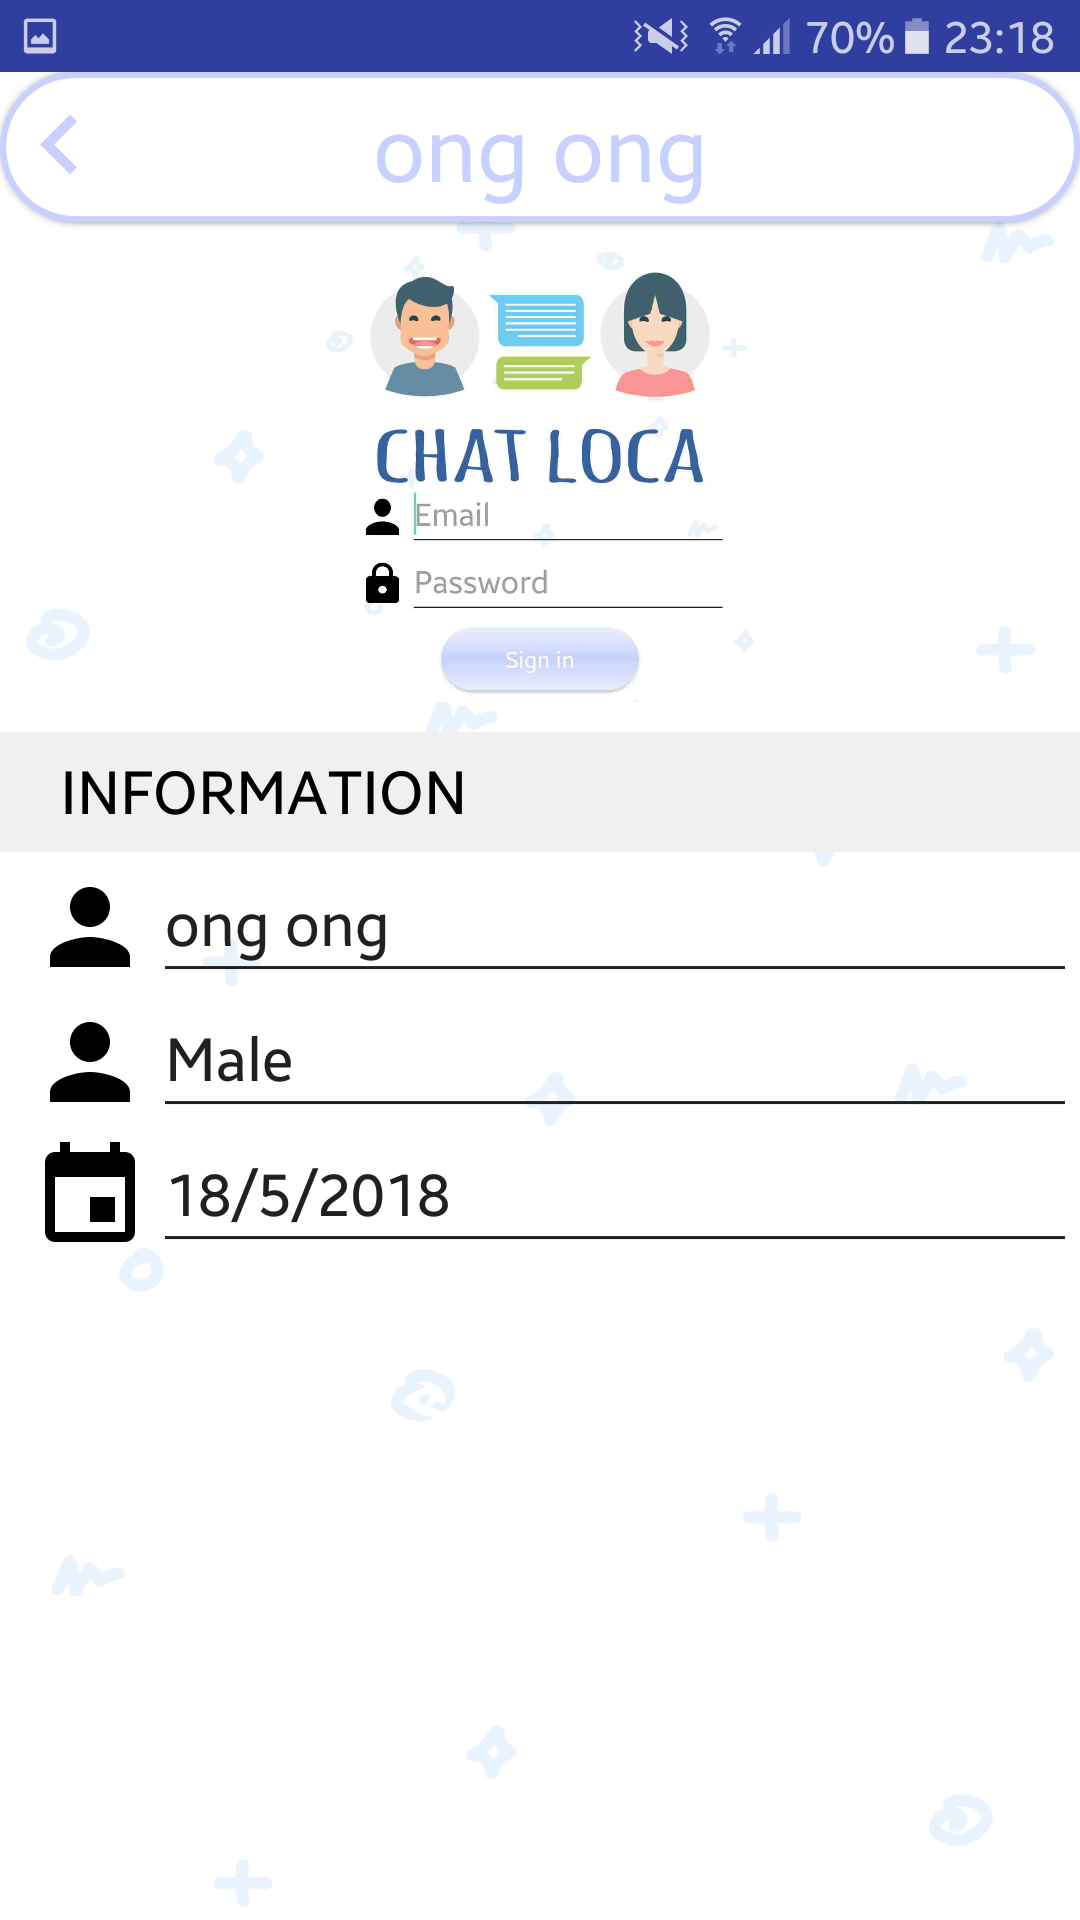 70% 23:18
ong ong
CHAT LOCA
Email
Password
Sign in
INFORMATION
ong ong
Male
18/5/2018